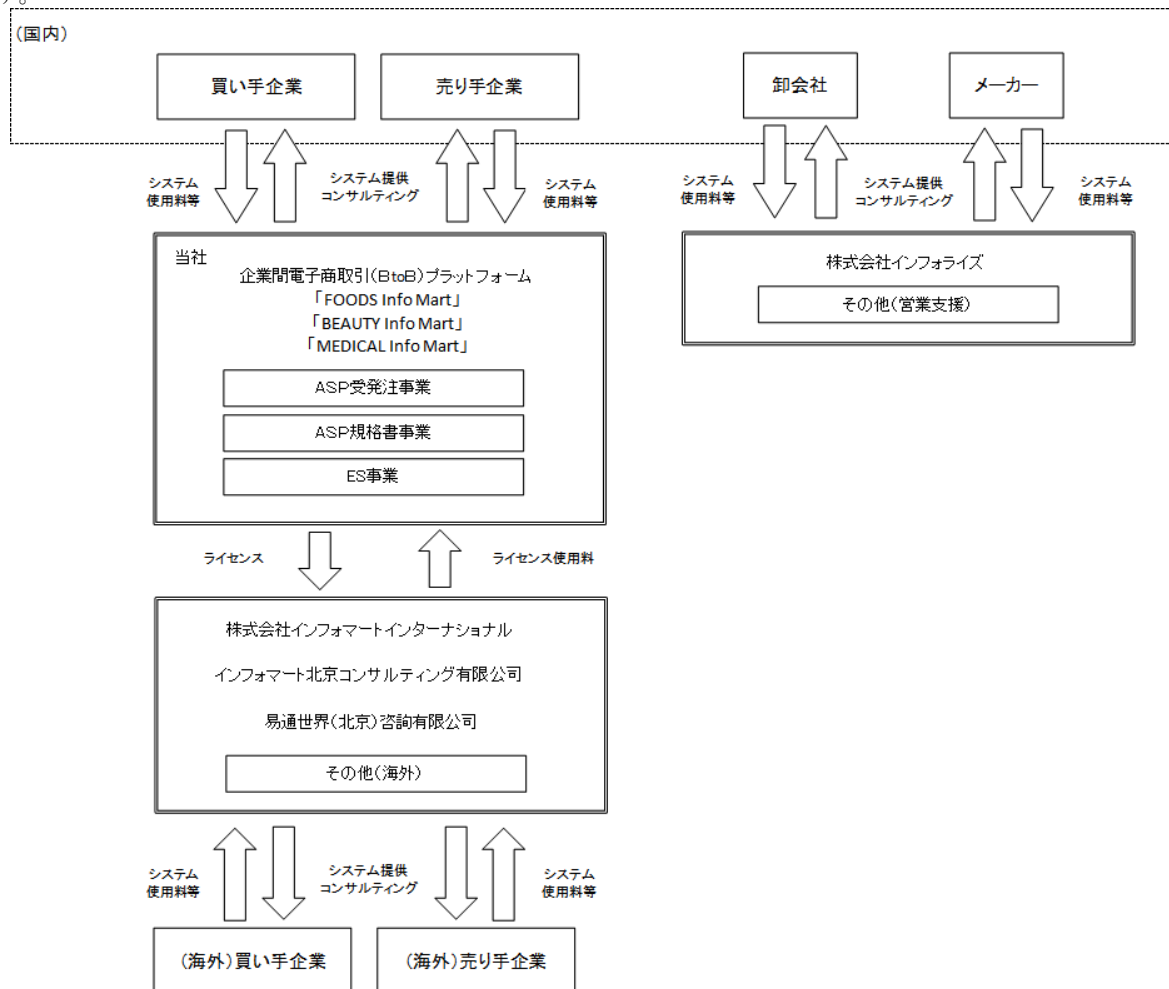 す。
(国内)
買い手企業
売り手企業
卸会社
メーカー
システム
使用料等
システム提供
コンサルティング
システム
使用料等
システム
使用料等
システム提供
コンサルティング
システム
使用料等
当社
企業間電子商取引(BtoB)プラットフォーム
「FOODS Info Mart」
「BEAUTY Info Mart」
「MEDICAL Info Mart」
ASP受発注事業
ASP規格書事業
ES事業
株式会社インフォライズ
その他(営業支援)
ライセンス
ライセンス使用料
株式会社インフォマートインターナショナル
インフォマート北京コンサルティング有限公司
易通世界(北京)咨詢有限公司
その他(海外)
システム
使用料等
システム提供
コンサルティング
システム
使用料等
(海外)買い手企業
(海外)売り手企業